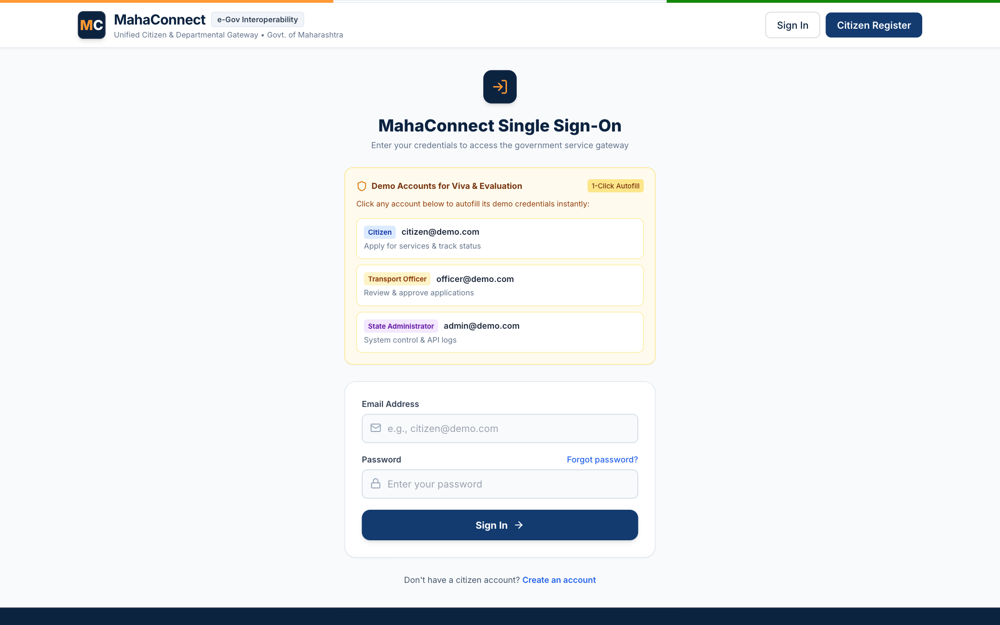 MC
MahaConnect
e-Gov Interoperability
Unified Citizen & Departmental Gateway • Govt. of Maharashtra
Sign In
Citizen Register
MahaConnect Single Sign-On
Enter your credentials to access the government service gateway
Demo Accounts for Viva & Evaluation
1-Click Autofill
Click any account below to autofill its demo credentials instantly:
Citizen citizen@demo.com
Apply for services & track status
Transport Officer officer@demo.com
Review & approve applications
State Administrator admin@demo.com
System control & API logs
Email Address
e.g., citizen@demo.com
Password
Forgot password?
Enter your password
Sign In
Don't have a citizen account? Create an account